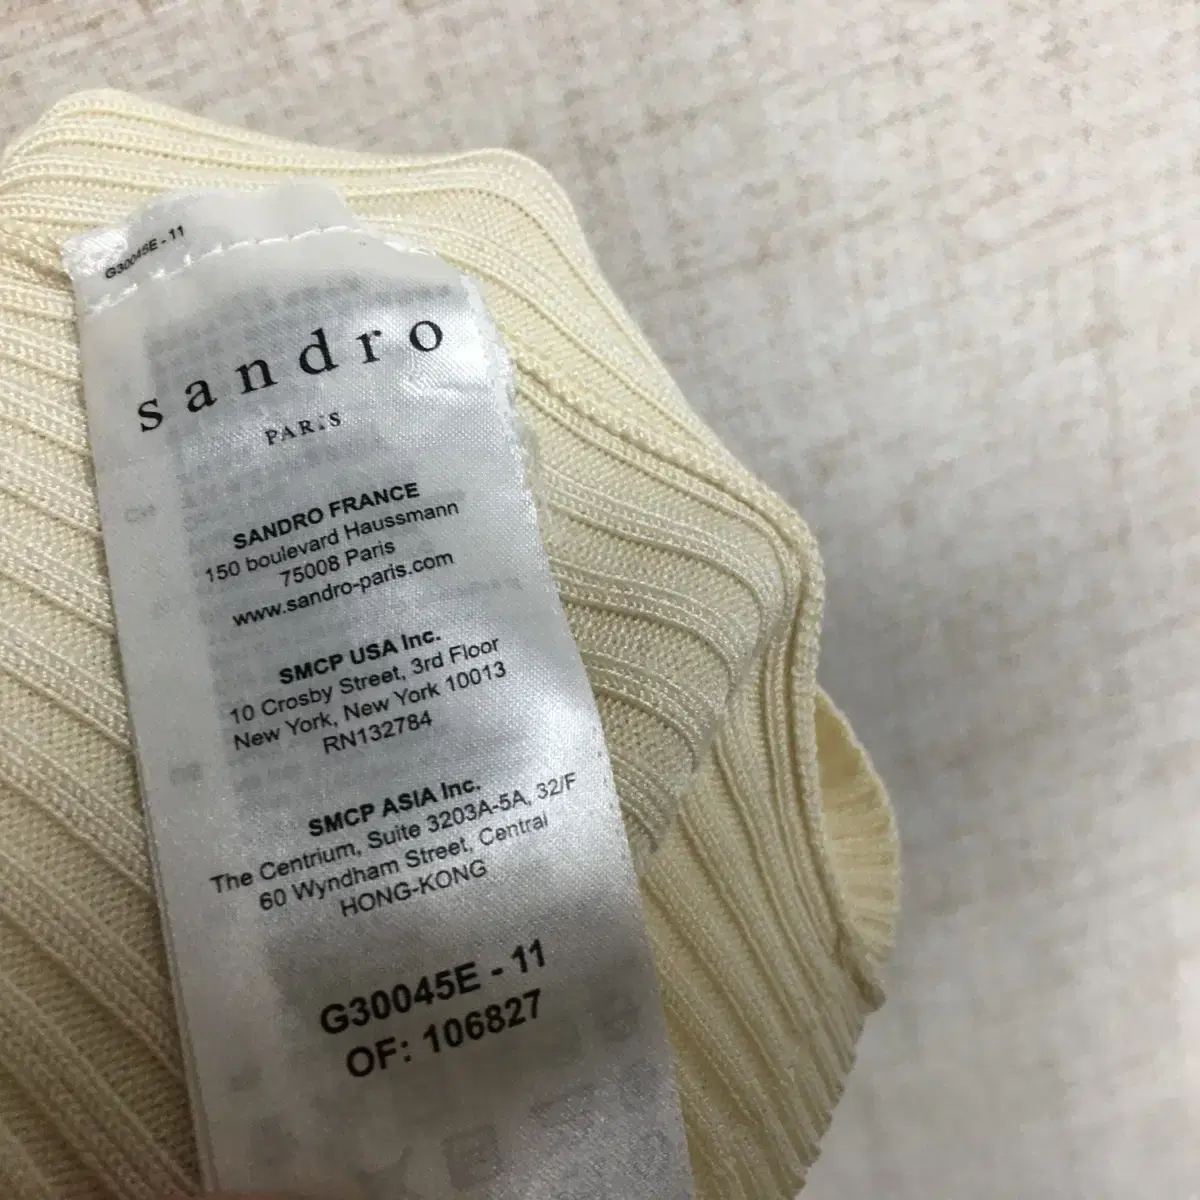 G30045E - 11
sandro
PARIS
SANDRO FRANCE
150 boulevard Haussmann
75008 Paris
www.sandro-paris.com
SMCP USA Inc.
10 Crosby Street, 3rd Floor
New York, New York 10013
RN132784
SMCP ASIA Inc.
The Centrium, Suite 3203A-5A, 32/F
60 Wyndham Street, Central
HONG-KONG
G30045E - 11
OF: 106827